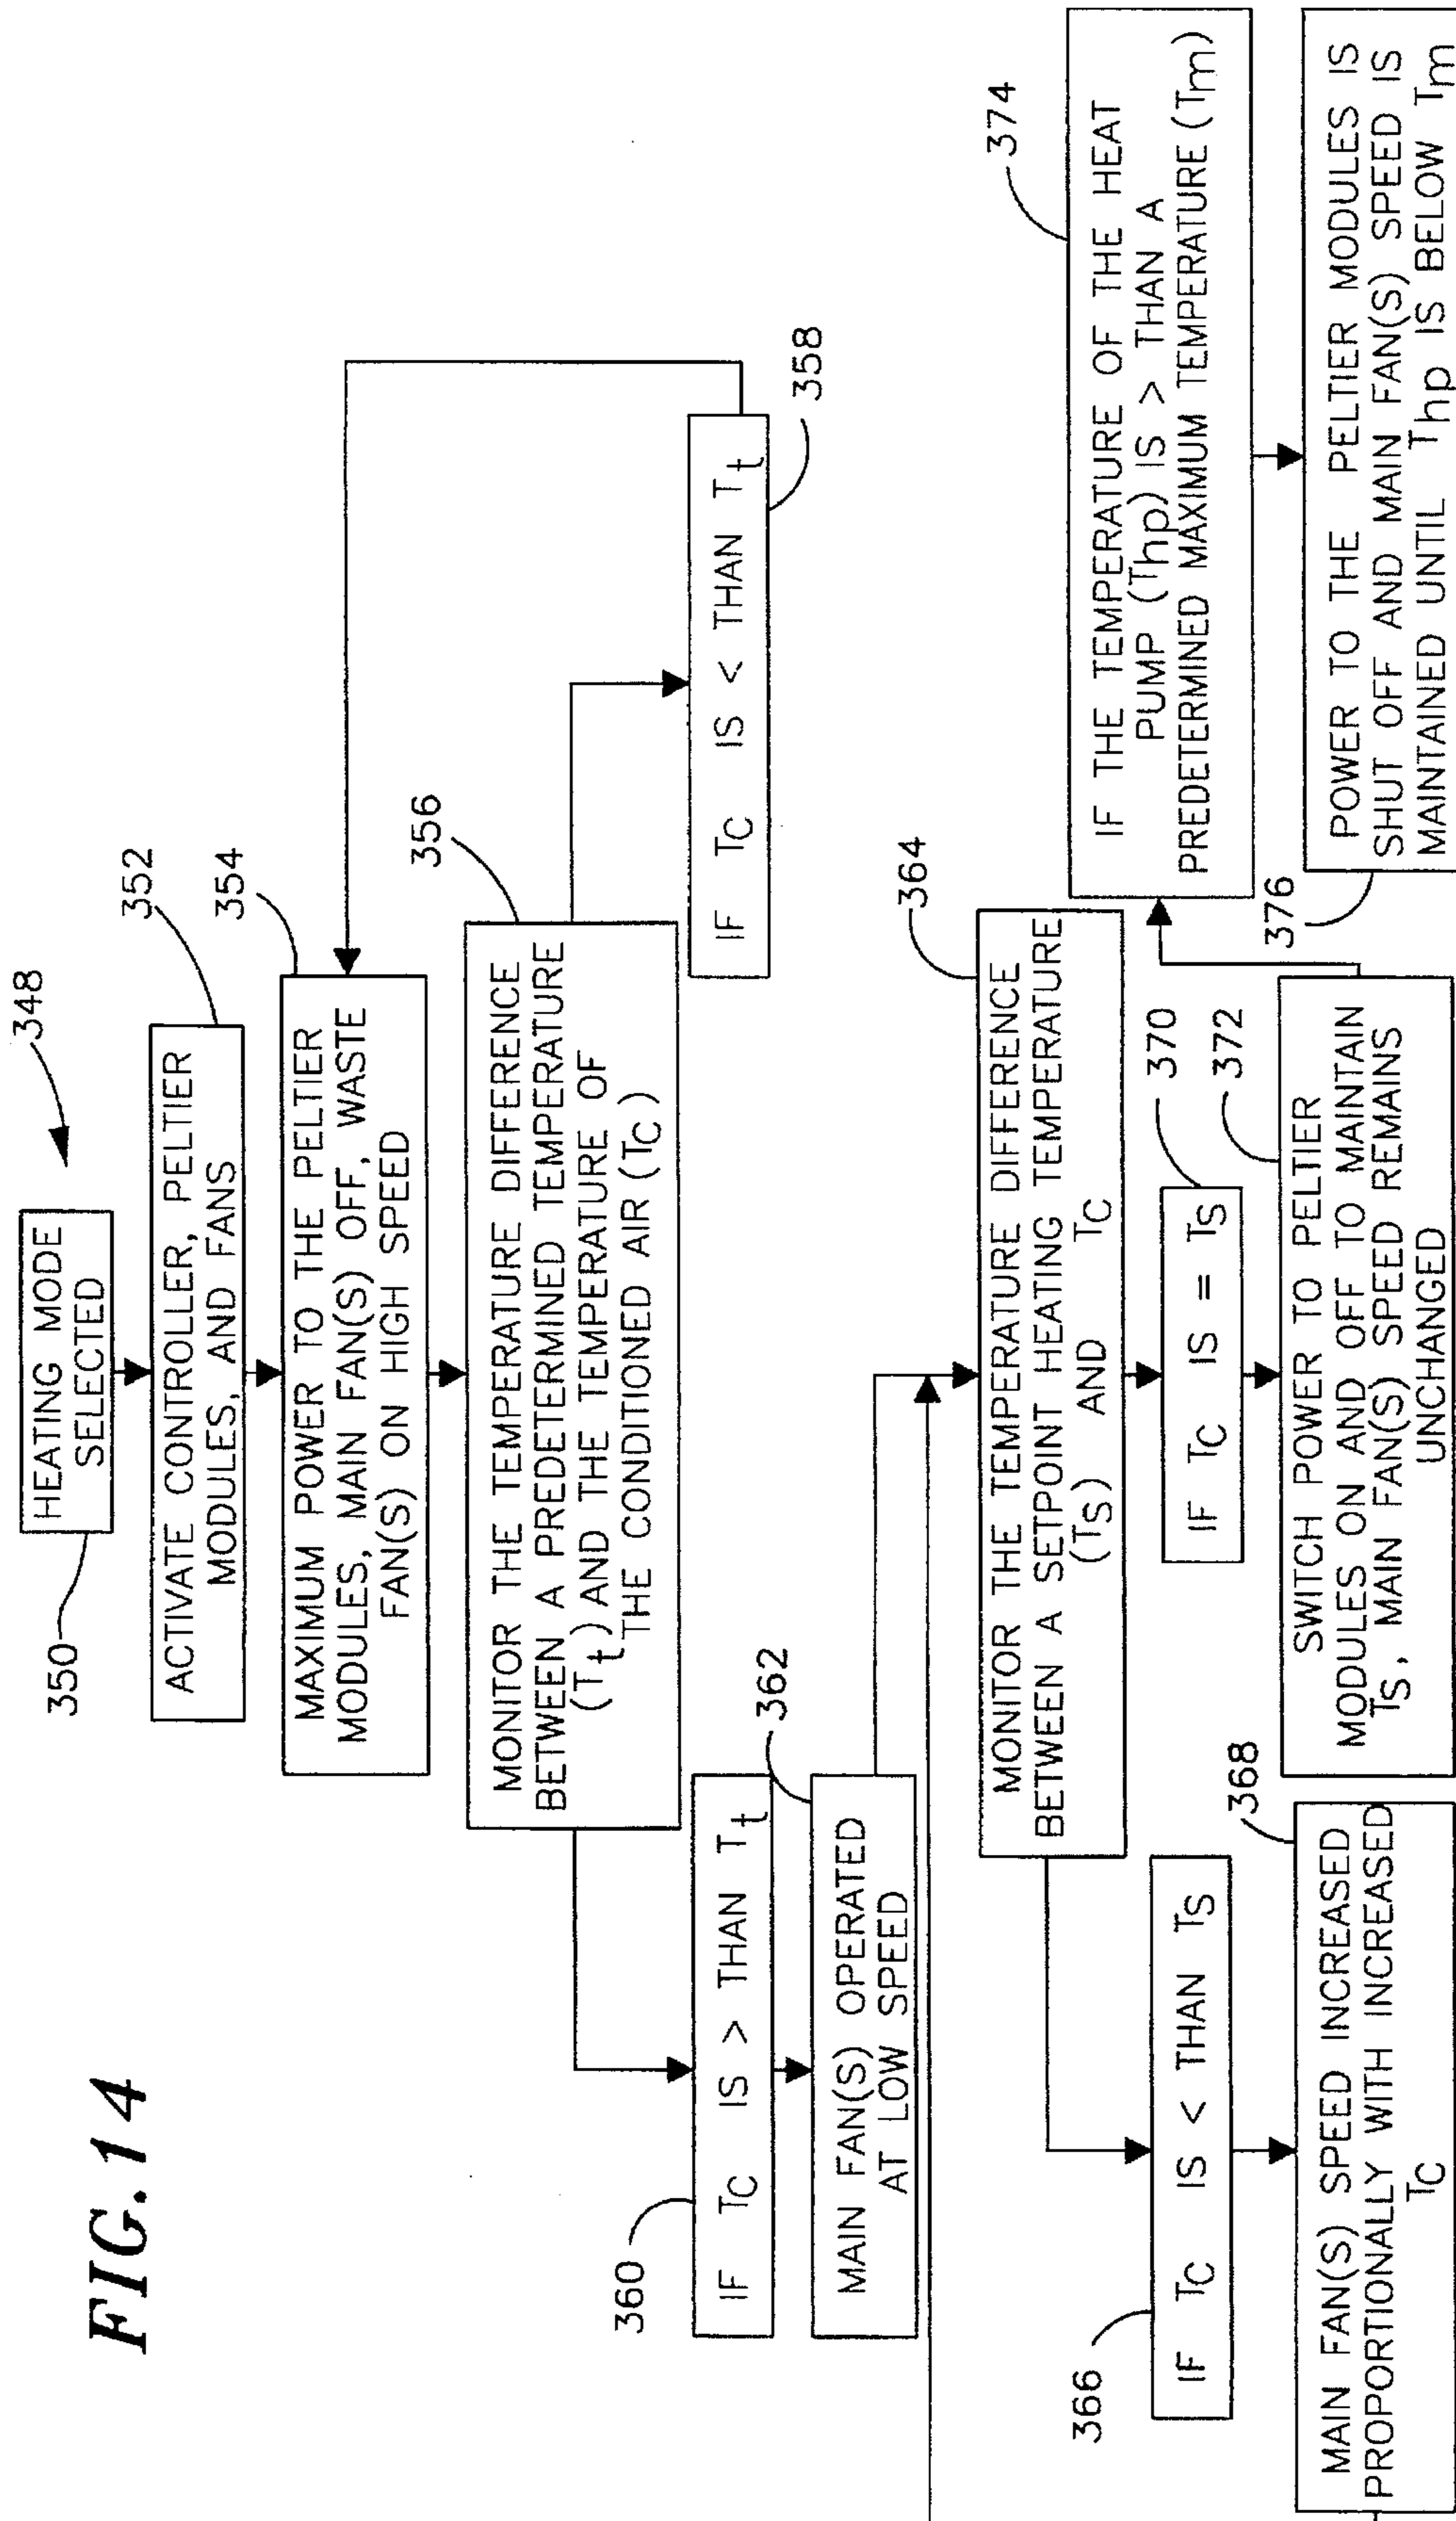 FIG.14
348
HEATING MODE
SELECTED
350
352
ACTIVATE CONTROLLER, PELTIER
MODULES, AND FANS
354
MAXIMUM POWER TO THE PELTIER
MODULES, MAIN FAN(S) OFF, WASTE
FAN(S) ON HIGH SPEED
356
MONITOR THE TEMPERATURE DIFFERENCE
BETWEEN A PREDETERMINED TEMPERATURE
(Tt) AND THE TEMPERATURE OF
THE CONDITIONED AIR (TC)
IF TC IS < THAN Tt
358
360
IF TC IS > THAN Tt
362
MAIN FAN(S) OPERATED
AT LOW SPEED
364
MONITOR THE TEMPERATURE DIFFERENCE
BETWEEN A SETPOINT HEATING TEMPERATURE
(TS) AND TC
366
IF TC IS < THAN TS
368
MAIN FAN(S) SPEED INCREASED
PROPORTIONALLY WITH INCREASED
TC
370
IF TC IS = TS
372
SWITCH POWER TO PELTIER
MODULES ON AND OFF TO MAINTAIN
TS, MAIN FAN(S) SPEED REMAINS
UNCHANGED
374
IF THE TEMPERATURE OF THE HEAT
PUMP (Thp) IS > THAN A
PREDETERMINED MAXIMUM TEMPERATURE (Tm)
376
POWER TO THE PELTIER MODULES IS
SHUT OFF AND MAIN FAN(S) SPEED IS
MAINTAINED UNTIL Thp IS BELOW Tm